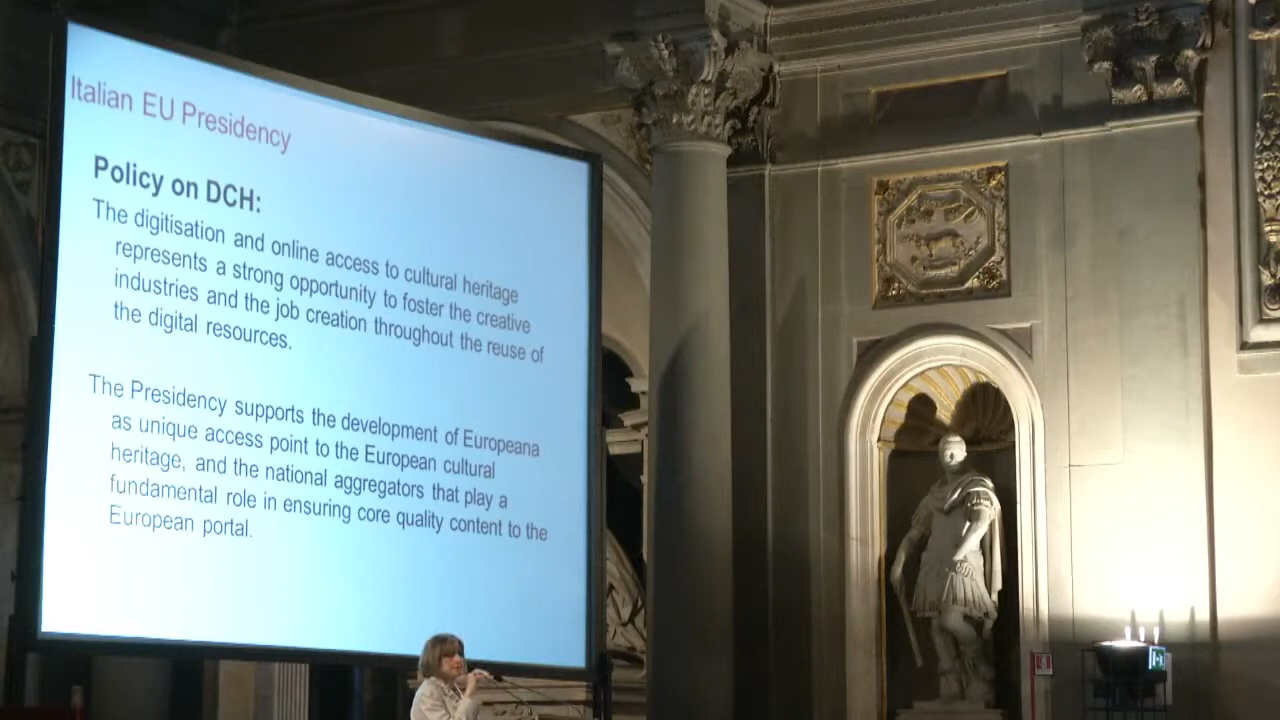 Italian EU Presidency
Policy on DCH:
The digitisation and online access to cultural heritage
represents a strong opportunity to foster the creative
industries and the job creation throughout the reuse of
the digital resources.
The Presidency supports the development of Europeana
as unique access point to the European cultural
heritage, and the national aggregators that play a
fundamental role in ensuring core quality content to the
European portal.